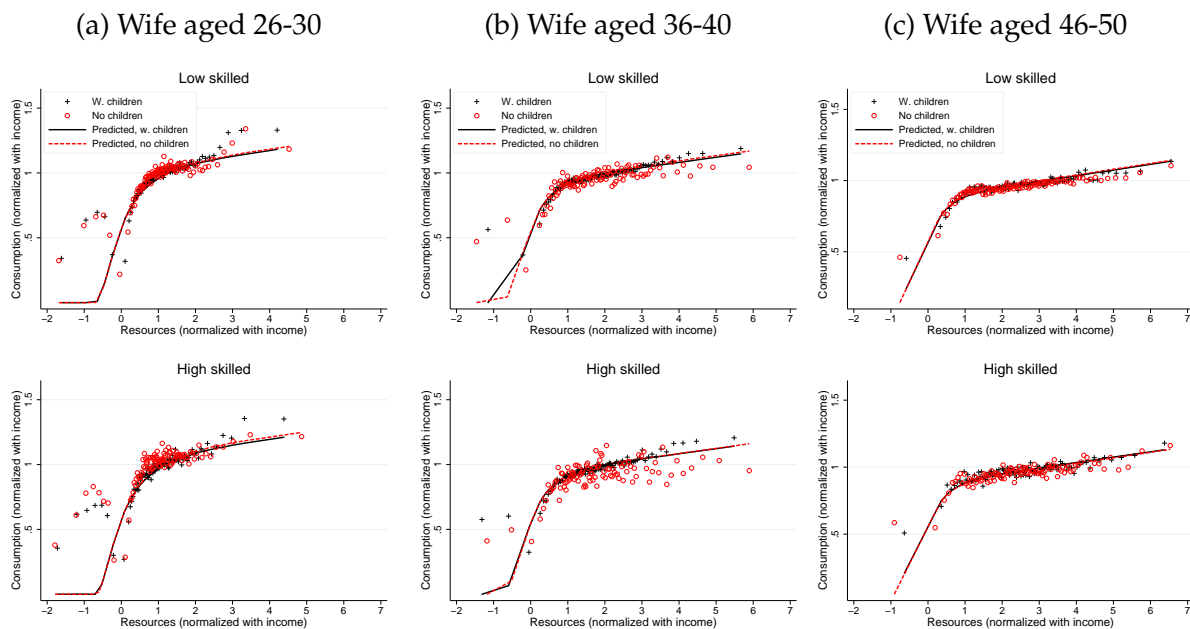 (a) Wife aged 26-30
(b) Wife aged 36-40
(c) Wife aged 46-50
Low skilled
Consumption (normalized with income)
.5
1
1.5
W. children
No children
Predicted, w. children
Predicted, no children
−2 −1 0 1 2 3 4 5 6 7
Resources (normalized with income)
Low skilled
Consumption (normalized with income)
.5
1
1.5
W. children
No children
Predicted, w. children
Predicted, no children
−2 −1 0 1 2 3 4 5 6 7
Resources (normalized with income)
Low skilled
Consumption (normalized with income)
.5
1
1.5
W. children
No children
Predicted, w. children
Predicted, no children
−2 −1 0 1 2 3 4 5 6 7
Resources (normalized with income)
High skilled
Consumption (normalized with income)
.5
1
1.5
−2 −1 0 1 2 3 4 5 6 7
Resources (normalized with income)
High skilled
Consumption (normalized with income)
.5
1
1.5
−2 −1 0 1 2 3 4 5 6 7
Resources (normalized with income)
High skilled
Consumption (normalized with income)
.5
1
1.5
−2 −1 0 1 2 3 4 5 6 7
Resources (normalized with income)